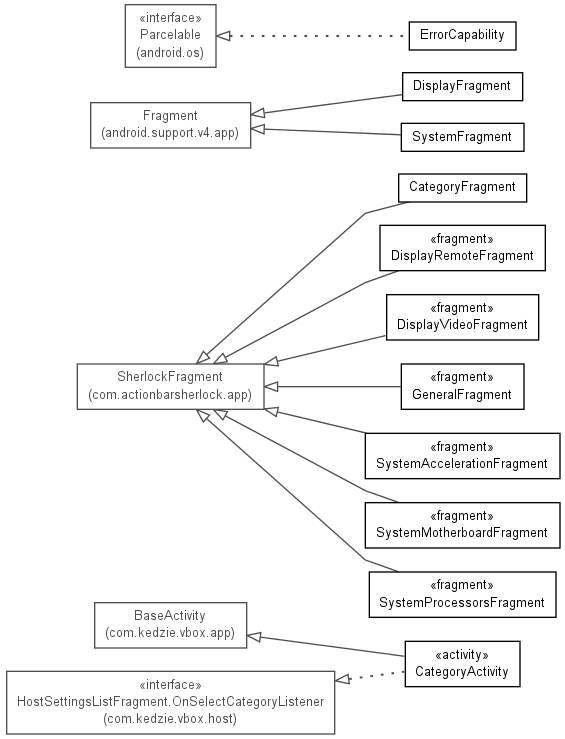 «interface»
Parcelable
(android.os)
ErrorCapability
Fragment
(android.support.v4.app)
DisplayFragment
SystemFragment
CategoryFragment
«fragment»
DisplayRemoteFragment
«fragment»
DisplayVideoFragment
SherlockFragment
(com.actionbarsherlock.app)
«fragment»
GeneralFragment
«fragment»
SystemAccelerationFragment
«fragment»
SystemMotherboardFragment
«fragment»
SystemProcessorsFragment
BaseActivity
(com.kedzie.vbox.app)
«activity»
CategoryActivity
«interface»
HostSettingsListFragment.OnSelectCategoryListener
(com.kedzie.vbox.host)